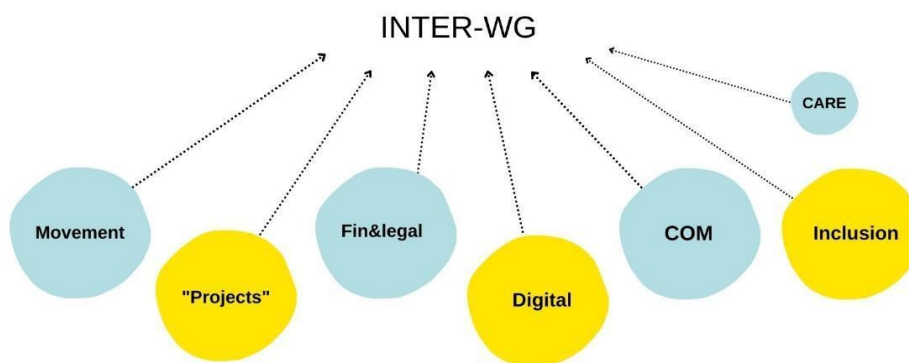 INTER-WG
CARE
Movement
"Projects"
Fin&legal
Digital
COM
Inclusion